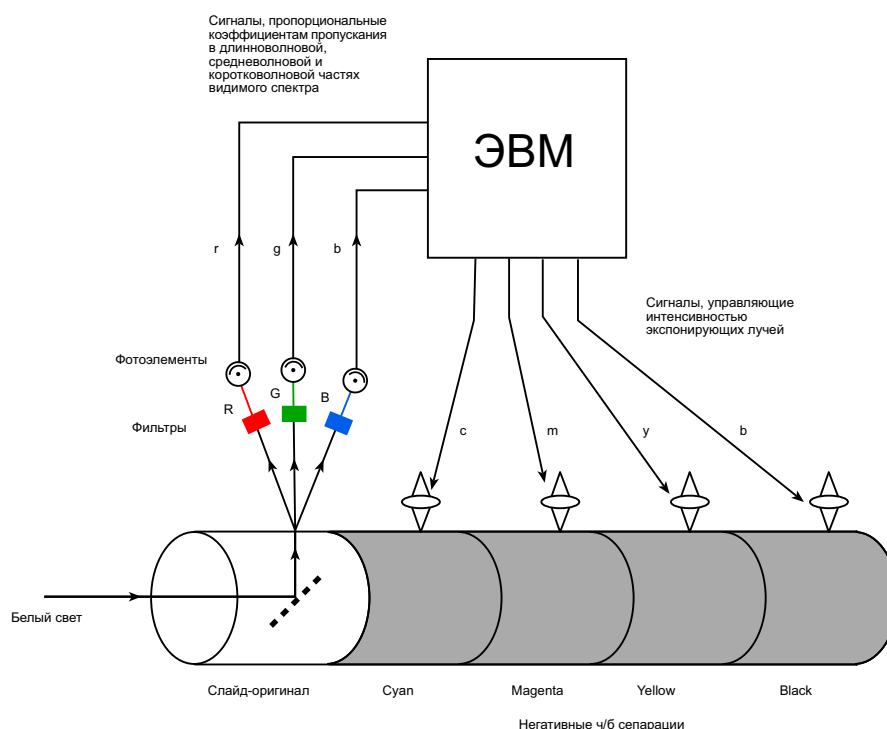 Сигналы, пропорциональные
коэффициентам пропускания
в длинноволновой,
средневолновой и
коротковолновой частях
видимого спектра
ЭВМ
r
g
b
Сигналы, управляющие
интенсивностью
экспонирующих лучей
Фотоэлементы
R
G
B
Фильтры
c
m
y
b
Белый свет
Слайд-оригинал
Cyan
Magenta
Yellow
Black
Негативные ч/б сепарации